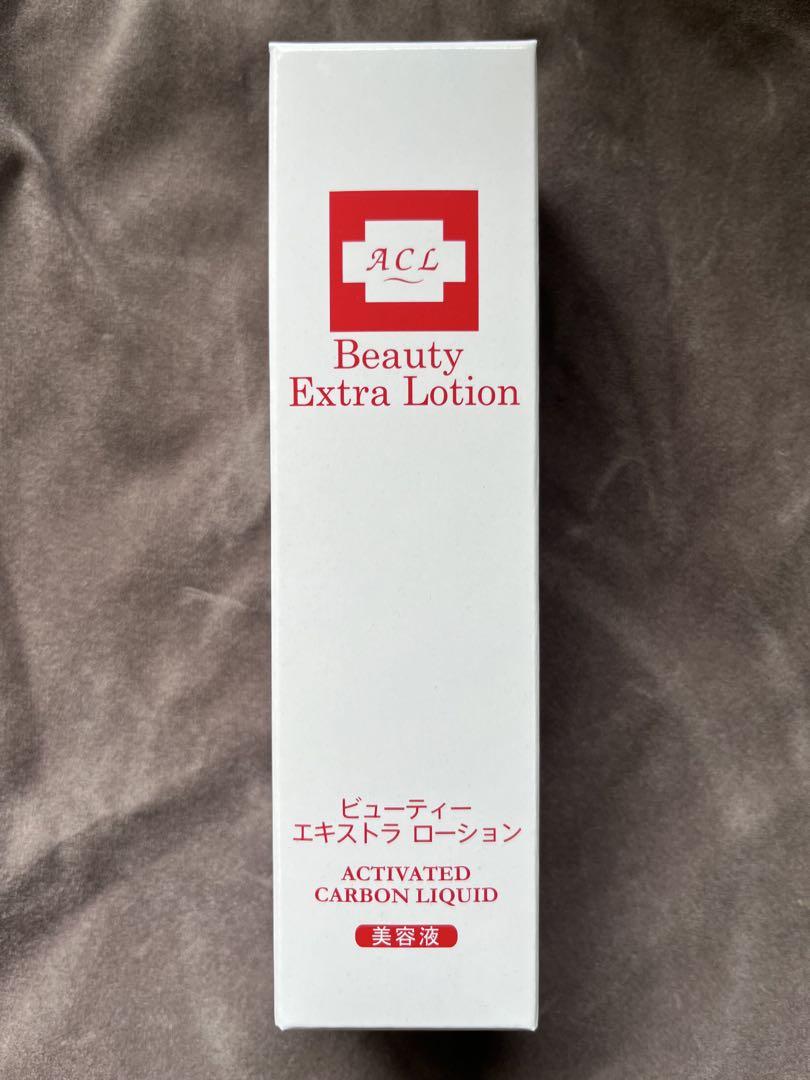 ACL
Beauty
Extra Lotion
ビューティー
エキストラ ローション
ACTIVATED
CARBON LIQUID
美容液